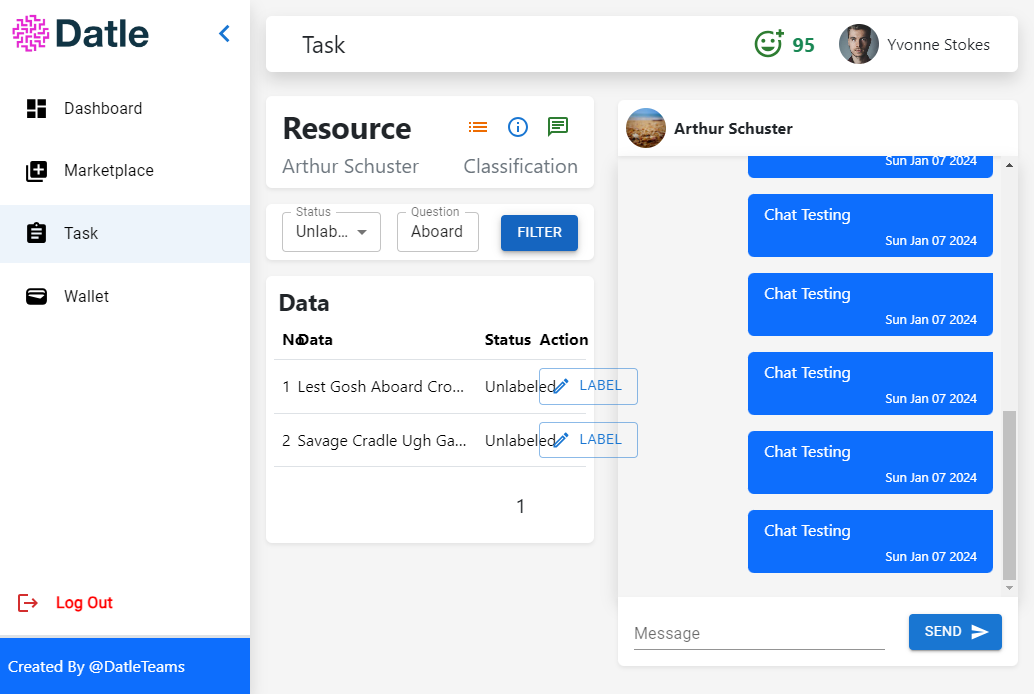 Datle
Dashboard
Marketplace
Task
Wallet
Log Out
Created By @DatleTeams
Task
95
Yvonne Stokes
Resource
Arthur Schuster
Classification
Status
Unlab...
Question
Aboard
FILTER
Data
No Data Status Action
1 Lest Gosh Aboard Cro... Unlabeled LABEL
2 Savage Cradle Ugh Ga... Unlabeled LABEL
1
Arthur Schuster
Sun Jan 07 2024
Chat Testing
Sun Jan 07 2024
Chat Testing
Sun Jan 07 2024
Chat Testing
Sun Jan 07 2024
Chat Testing
Sun Jan 07 2024
Chat Testing
Sun Jan 07 2024
Message
SEND